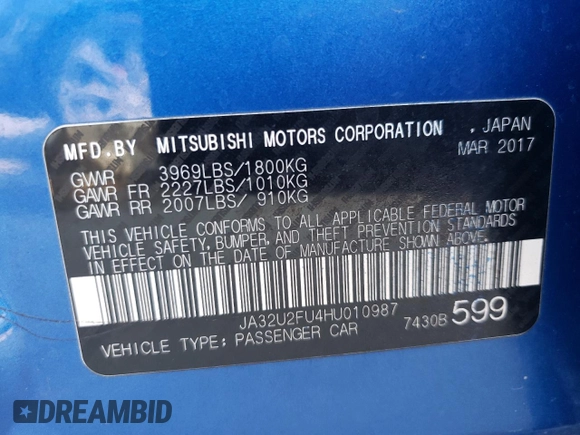 MFD.BY MITSUBISHI MOTORS CORPORATION , JAPAN
MAR 2017
GVWR 3969LBS/1800KG
GAWR FR 2227LBS/1010KG
GAWR RR 2007LBS/ 910KG
THIS VEHICLE CONFORMS TO ALL APPLICABLE FEDERAL MOTOR
VEHICLE SAFETY, BUMPER, AND THEFT PREVENTION STANDARDS
IN EFFECT ON THE DATE OF MANUFACTURE SHOWN ABOVE.
JA32U2FU4HU010987
7430B 599
VEHICLE TYPE: PASSENGER CAR
DREAMBID